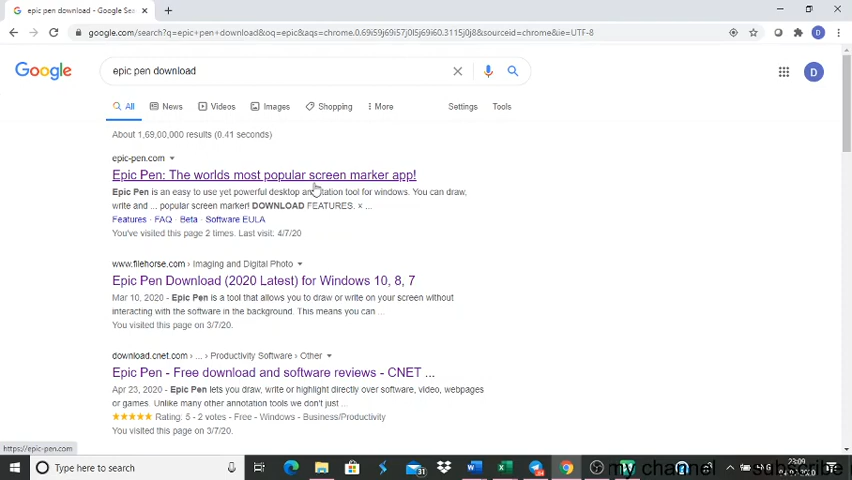 epic pen download - Google Sea
google.com/search?q=epic+pen+download&oq=epic&aqs=chrome.0.69i59j69i57j0l5j69i60.3115j0j8&sourceid=chrome&ie=UTF-8
D
Google
epic pen download
D
All
News
Videos
Images
Shopping
More
Settings
Tools
About 1,69,00,000 results (0.41 seconds)
epic-pen.com
Epic Pen: The worlds most popular screen marker app!
Epic Pen is an easy to use yet powerful desktop annotation tool for windows. You can draw,
write and ... popular screen marker! DOWNLOAD FEATURES. × ...
Features · FAQ · Beta · Software EULA
You've visited this page 2 times. Last visit: 4/7/20
www.filehorse.com › Imaging and Digital Photo
Epic Pen Download (2020 Latest) for Windows 10, 8, 7
Mar 10, 2020 - Epic Pen is a tool that allows you to draw or write on your screen without
interacting with the software in the background. This means you can ...
You visited this page on 3/7/20.
download.cnet.com › ... › Productivity Software › Other
Epic Pen - Free download and software reviews - CNET ...
Apr 23, 2020 - Epic Pen lets you draw, write or highlight directly over software, video, webpages
or games. Unlike many other annotation tools we don't just ...
Rating: 5 - 2 votes - Free - Windows - Business/Productivity
You visited this page on 3/7/20.
https://epic-pen.com
Type here to search
31
ENG
23:09
my channel
subscribe